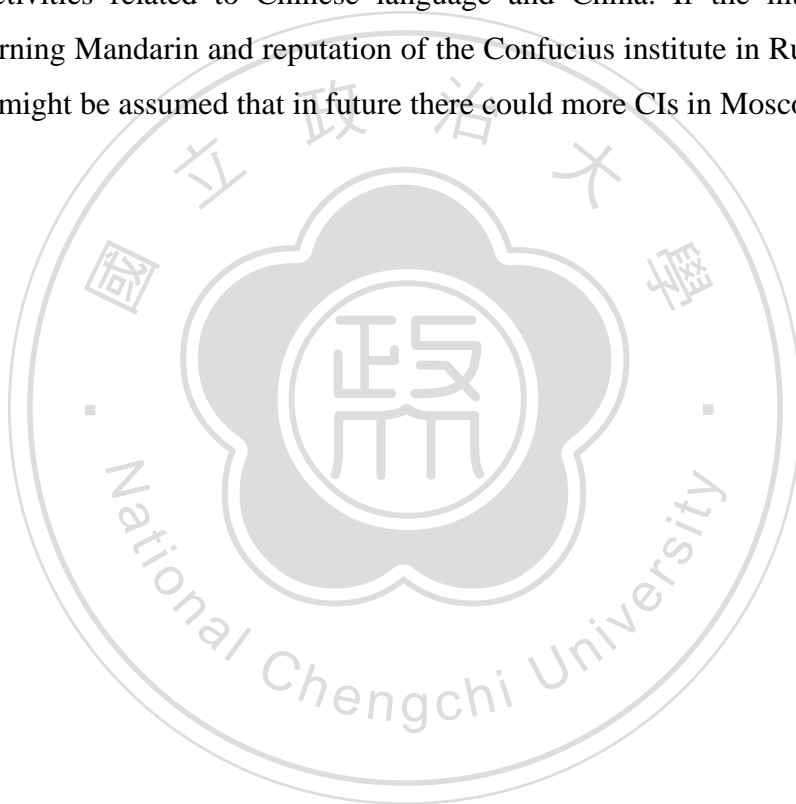 ctivities related to Chinese language and China. If the
rning Mandarin and reputation of the Confucius institute in
might be assumed that in future there could more CIs in
國立政治大學
政
National Chengchi University